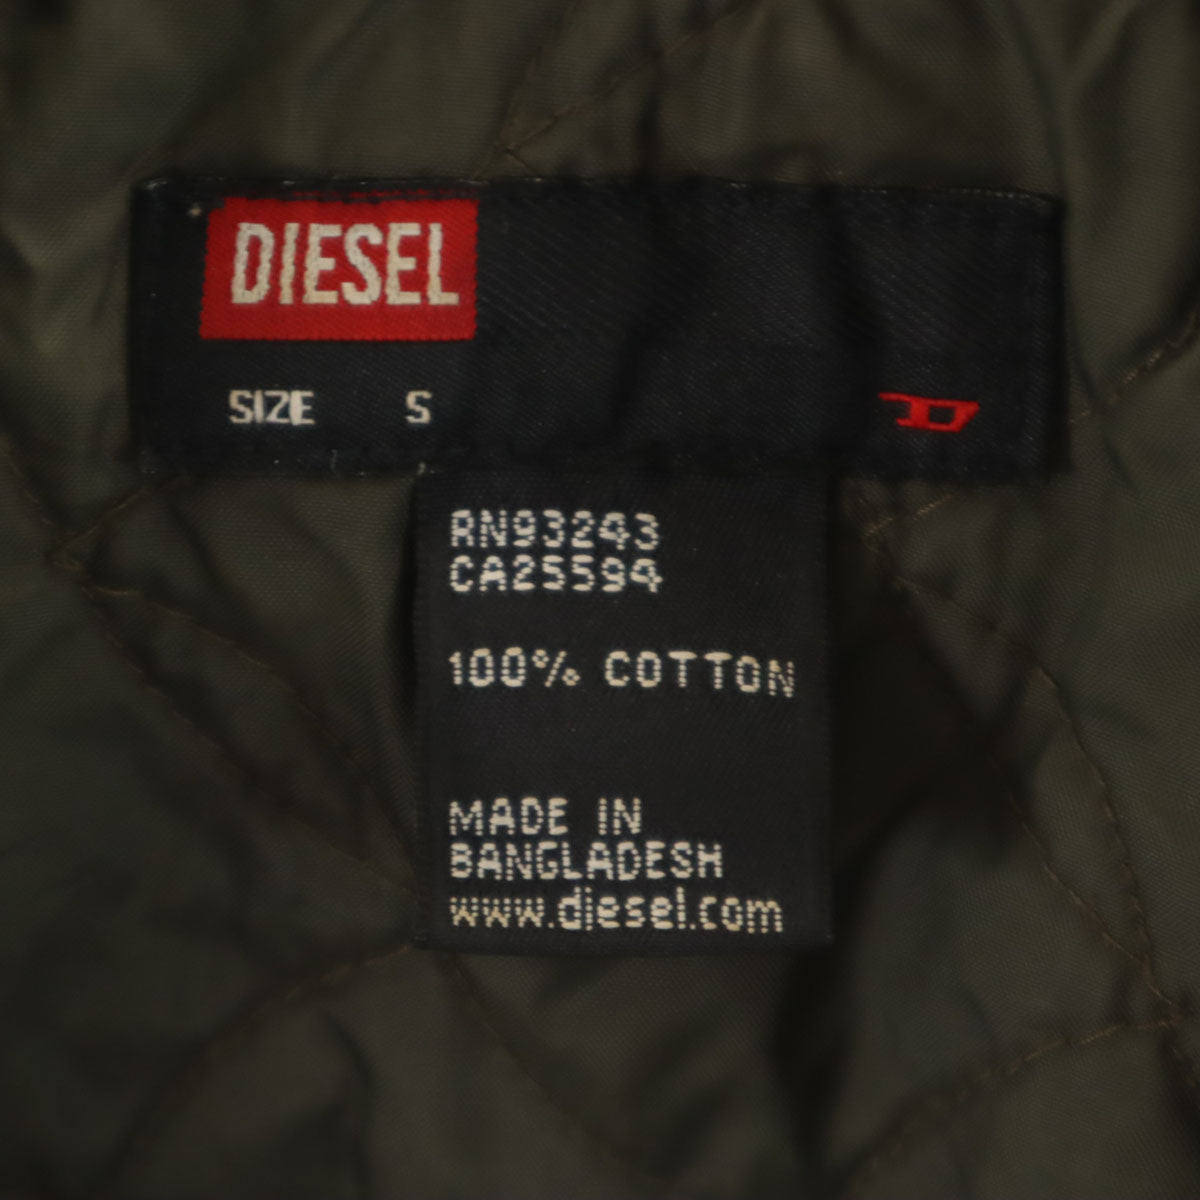 DIESEL
SIZE S
D
RN93243
CA25594
100% COTTON
MADE IN
BANGLADESH
www.diesel.com